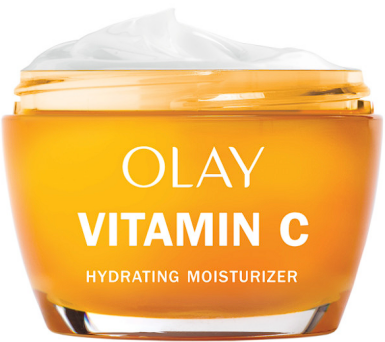 OLAY
VITAMIN C
HYDRATING MOISTURIZER